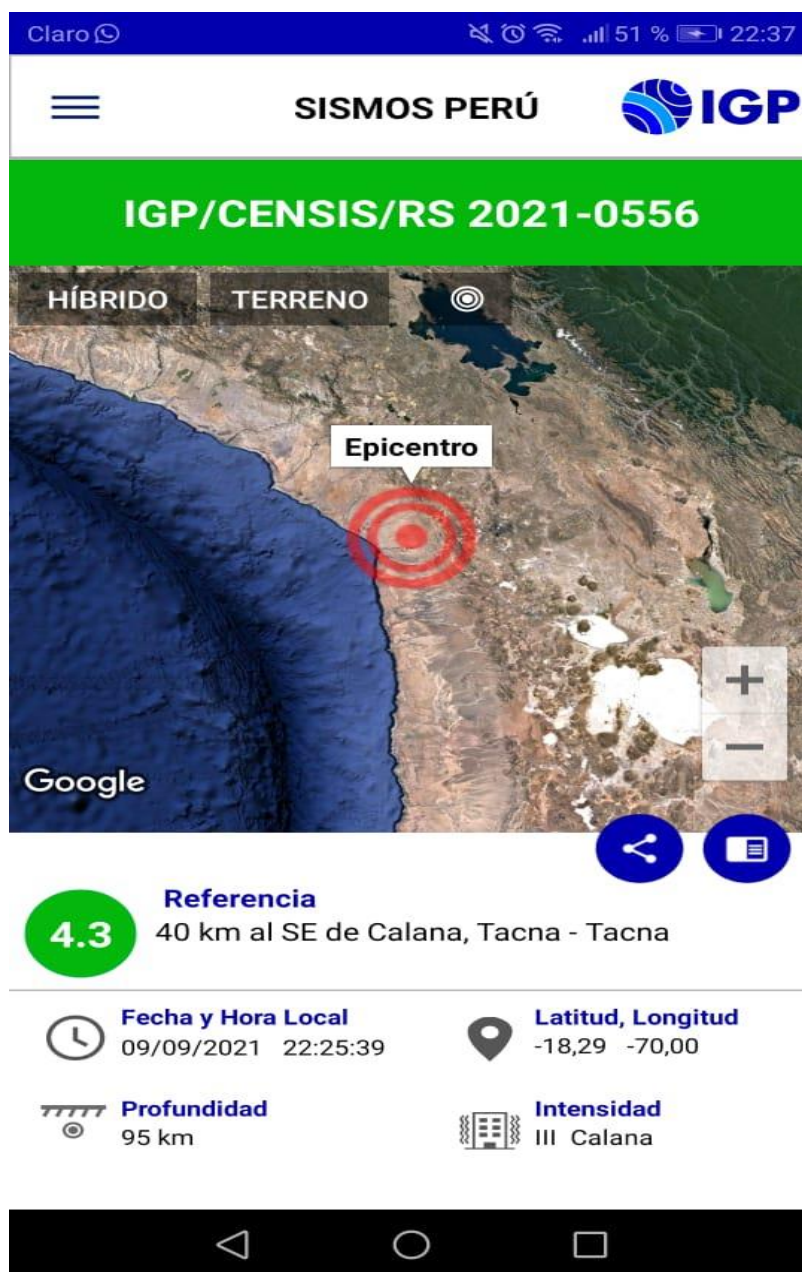 Claro
51 % 22:37
SISMOS PERÚ IGP
IGP/CENSIS/RS 2021-0556
HÍBRIDO TERRENO
Epicentro
+
−
Google
Referencia
4.3 40 km al SE de Calana, Tacna - Tacna
Fecha y Hora Local Latitud, Longitud
09/09/2021 22:25:39 -18,29 -70,00
Profundidad Intensidad
95 km III Calana